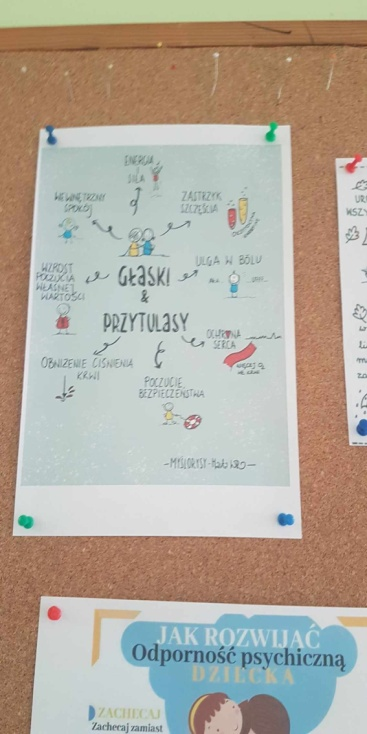 ENERGIA
I
SIŁA
WEWNĘTRZNY
SPOKÓJ
ZASTRZYK
SZCZĘŚCIA
WZROST
POCZUCIA
WŁASNEJ
WARTOŚCI
ULGA W BÓLU
GŁASKI
&
PRZYTULASY
OCHRONA
SERCA
OBNIŻENIE CIŚNIENIA
KRWI
POCZUCIE
BEZPIECZEŃSTWA
-MYŚLORYSY-
JAK ROZWIJAĆ
Odporność psychiczną
DZIECKA
ZACHĘCAJ
Zachęcaj zamiast